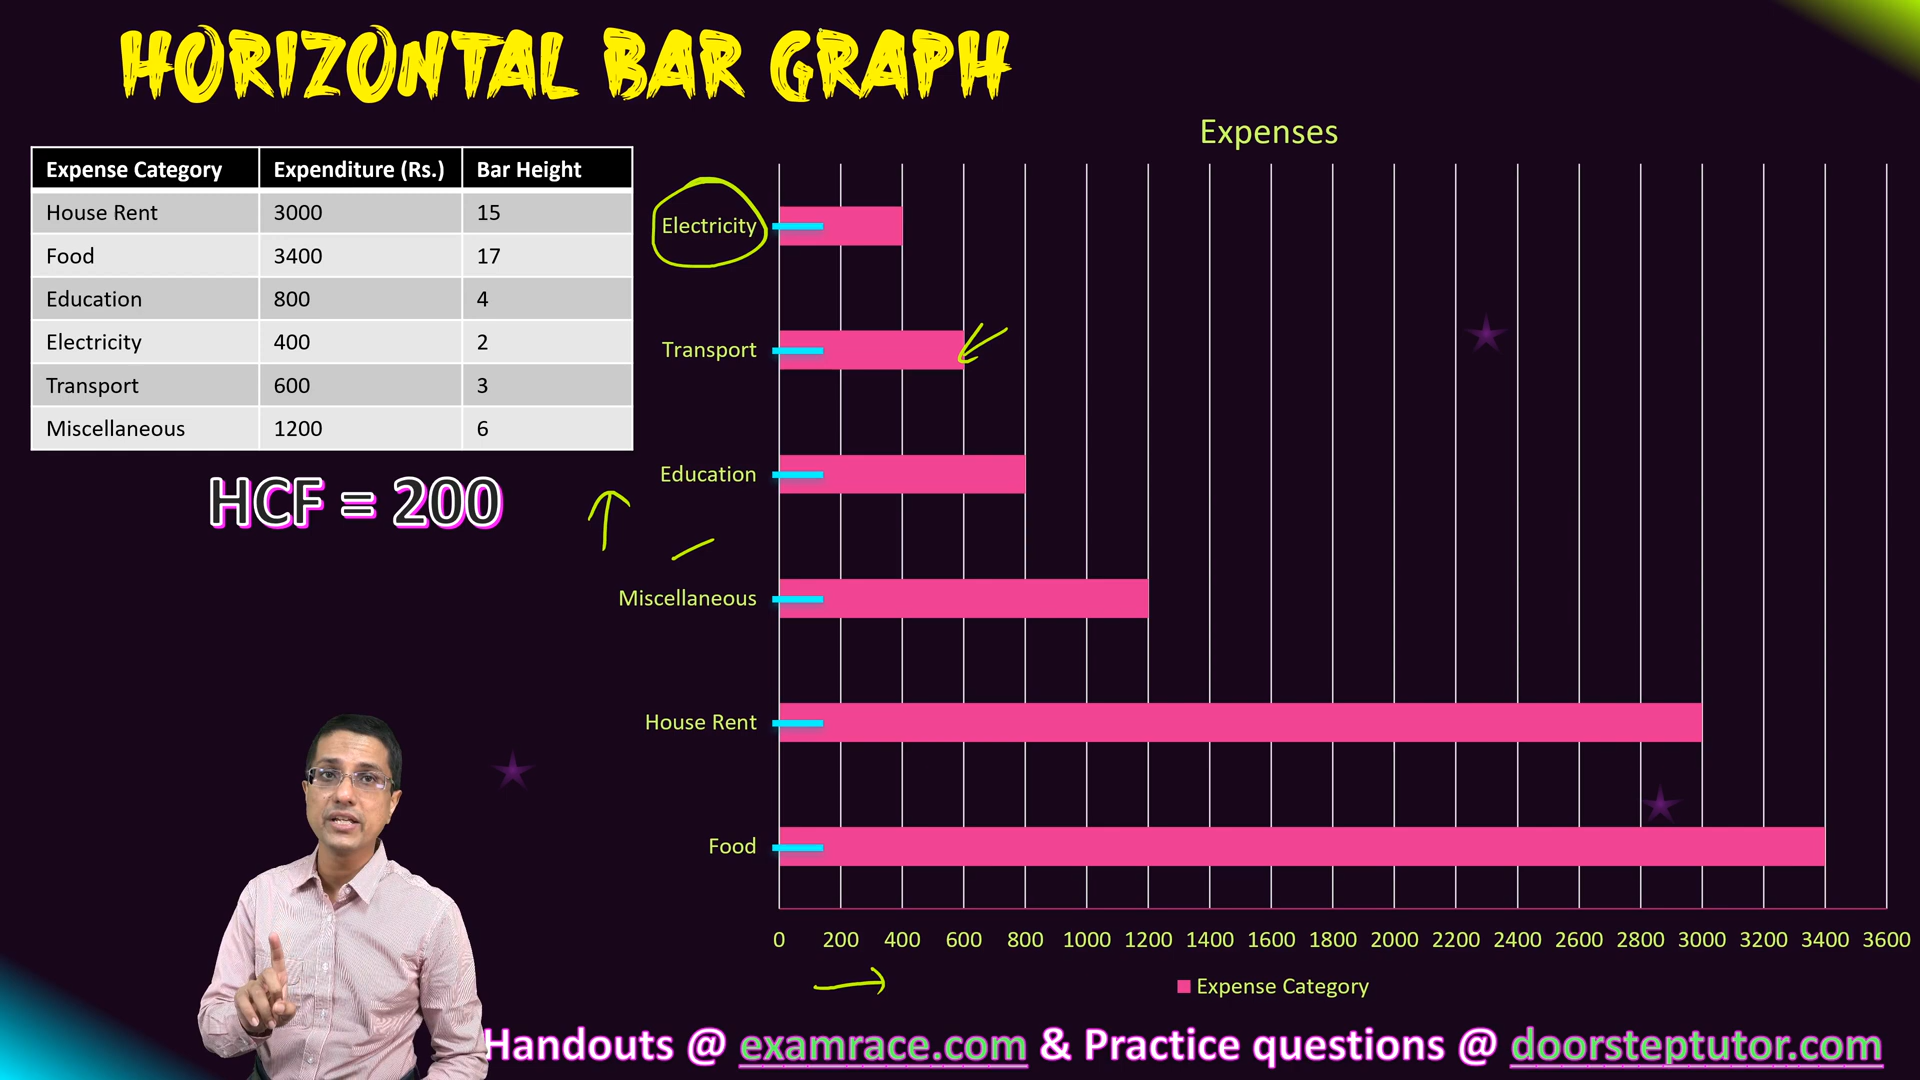 HORIZONTAL BAR GRAPH
Expense Category Expenditure (Rs.) Bar Height
House Rent 3000 15
Food 3400 17
Education 800 4
Electricity 400 2
Transport 600 3
Miscellaneous 1200 6
HCF = 200
Expenses
Electricity
Transport
Education
Miscellaneous
House Rent
Food
0 200 400 600 800 1000 1200 1400 1600 1800 2000 2200 2400 2600 2800 3000 3200 3400 3600
Expense Category
Handouts @ examrace.com & Practice questions @ doorsteptutor.com